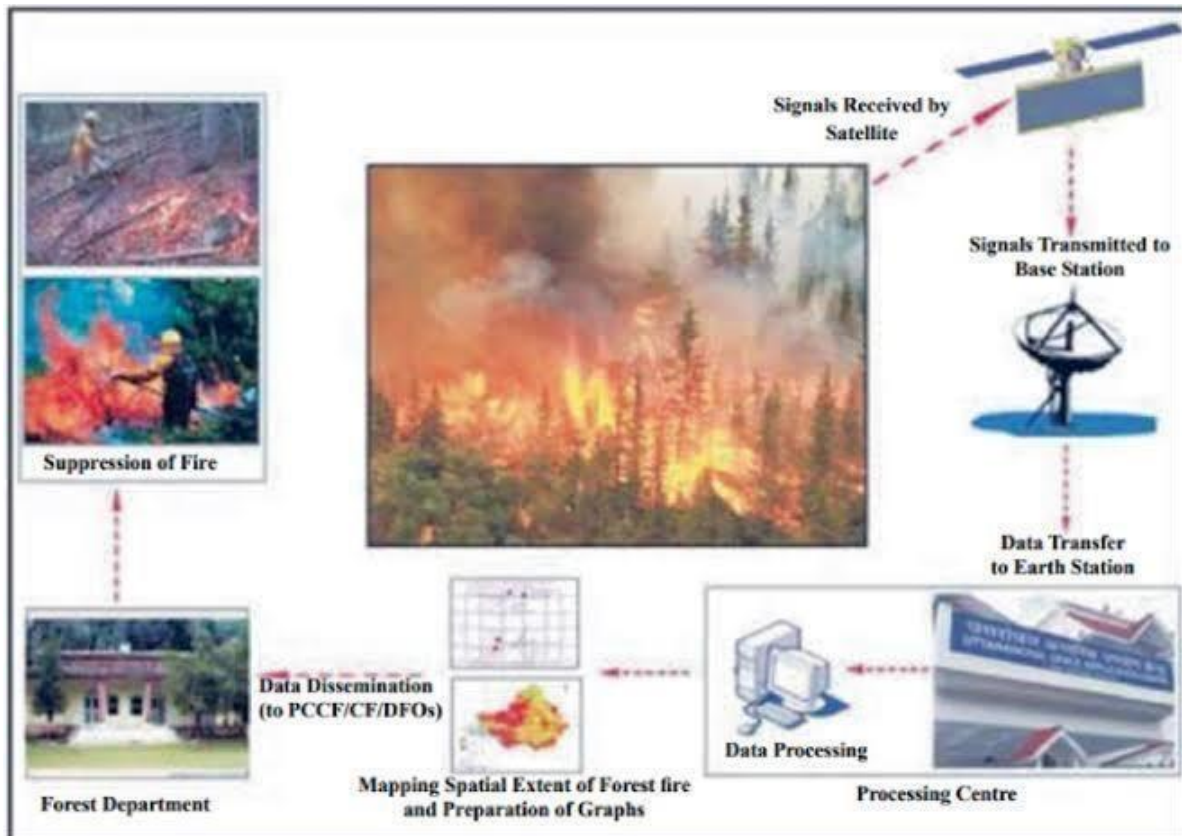 Signals Received by
Satellite
Signals Transmitted to
Base Station
Data Transfer
to Earth Station
Processing Centre
Data Processing
Mapping Spatial Extent of Forest fire
and Preparation of Graphs
Data Dissemination
(to PCCF/CF/DFOs)
Forest Department
Suppression of Fire